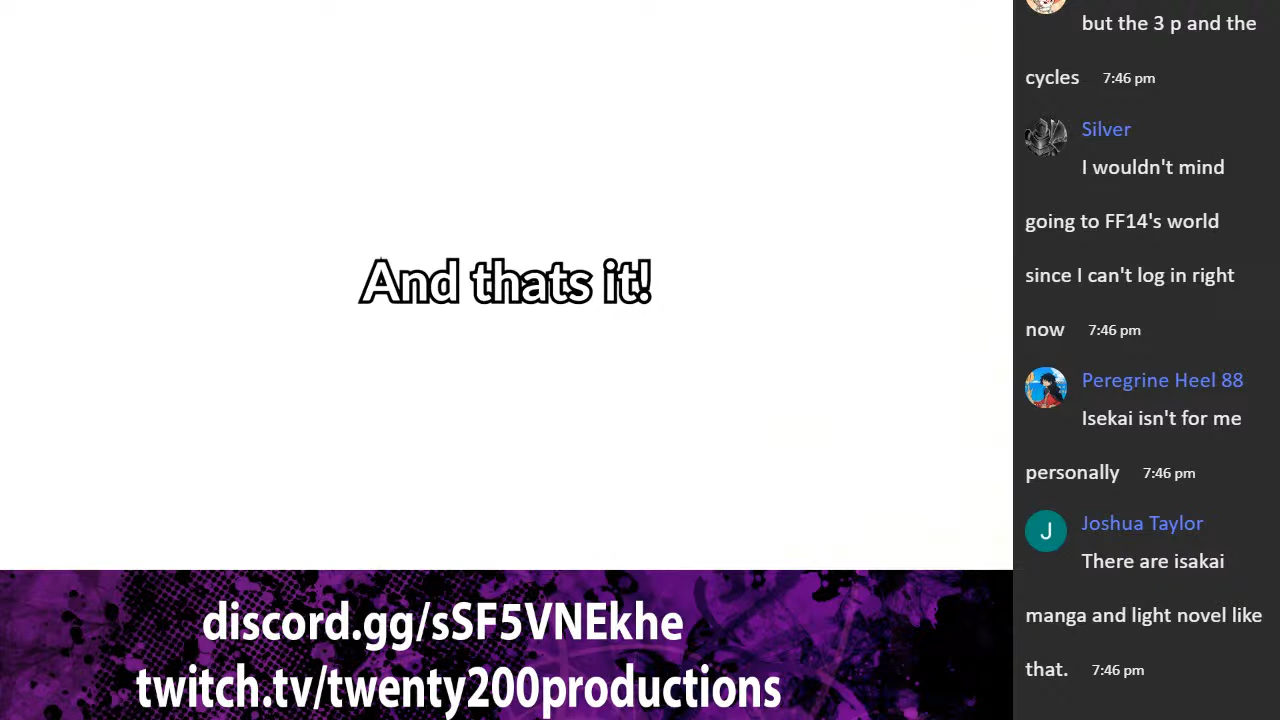 And thats it!
discord.gg/sSF5VNEkhe
twitch.tv/twenty200productions
but the 3 p and the
cycles 7:46 pm
Silver
I wouldn't mind
going to FF14's world
since I can't log in right
now 7:46 pm
Peregrine Heel 88
Isekai isn't for me
personally 7:46 pm
J
Joshua Taylor
There are isakai
manga and light novel like
that. 7:46 pm